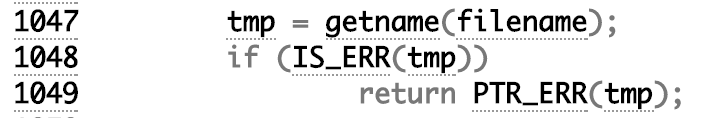 1047 tmp = getname(filename);
1048 if (IS_ERR(tmp))
1049 return PTR_ERR(tmp);